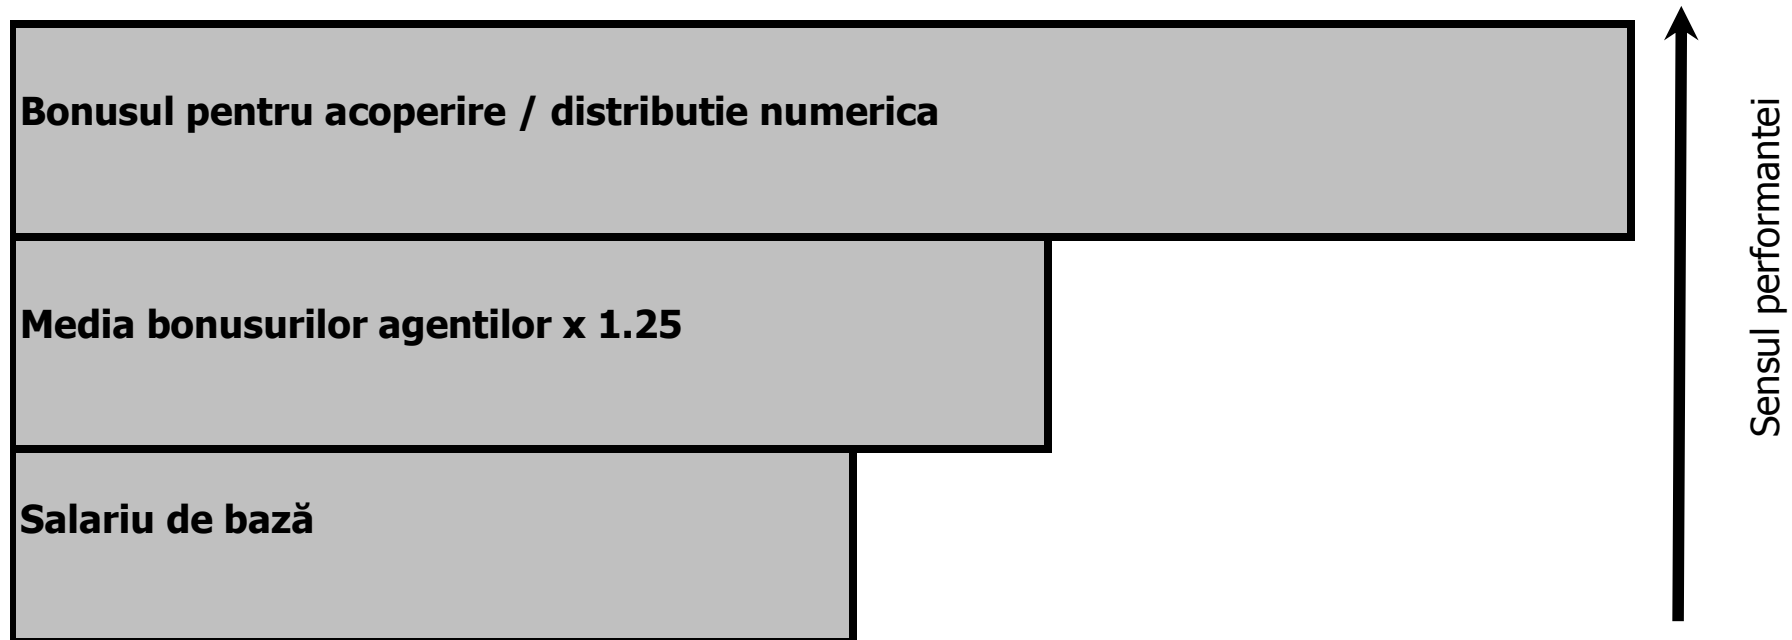 Bonusul pentru acoperire / distributie numerica
Media bonusurilor agentilor x 1.25
Salariu de bază
Sensul performantei